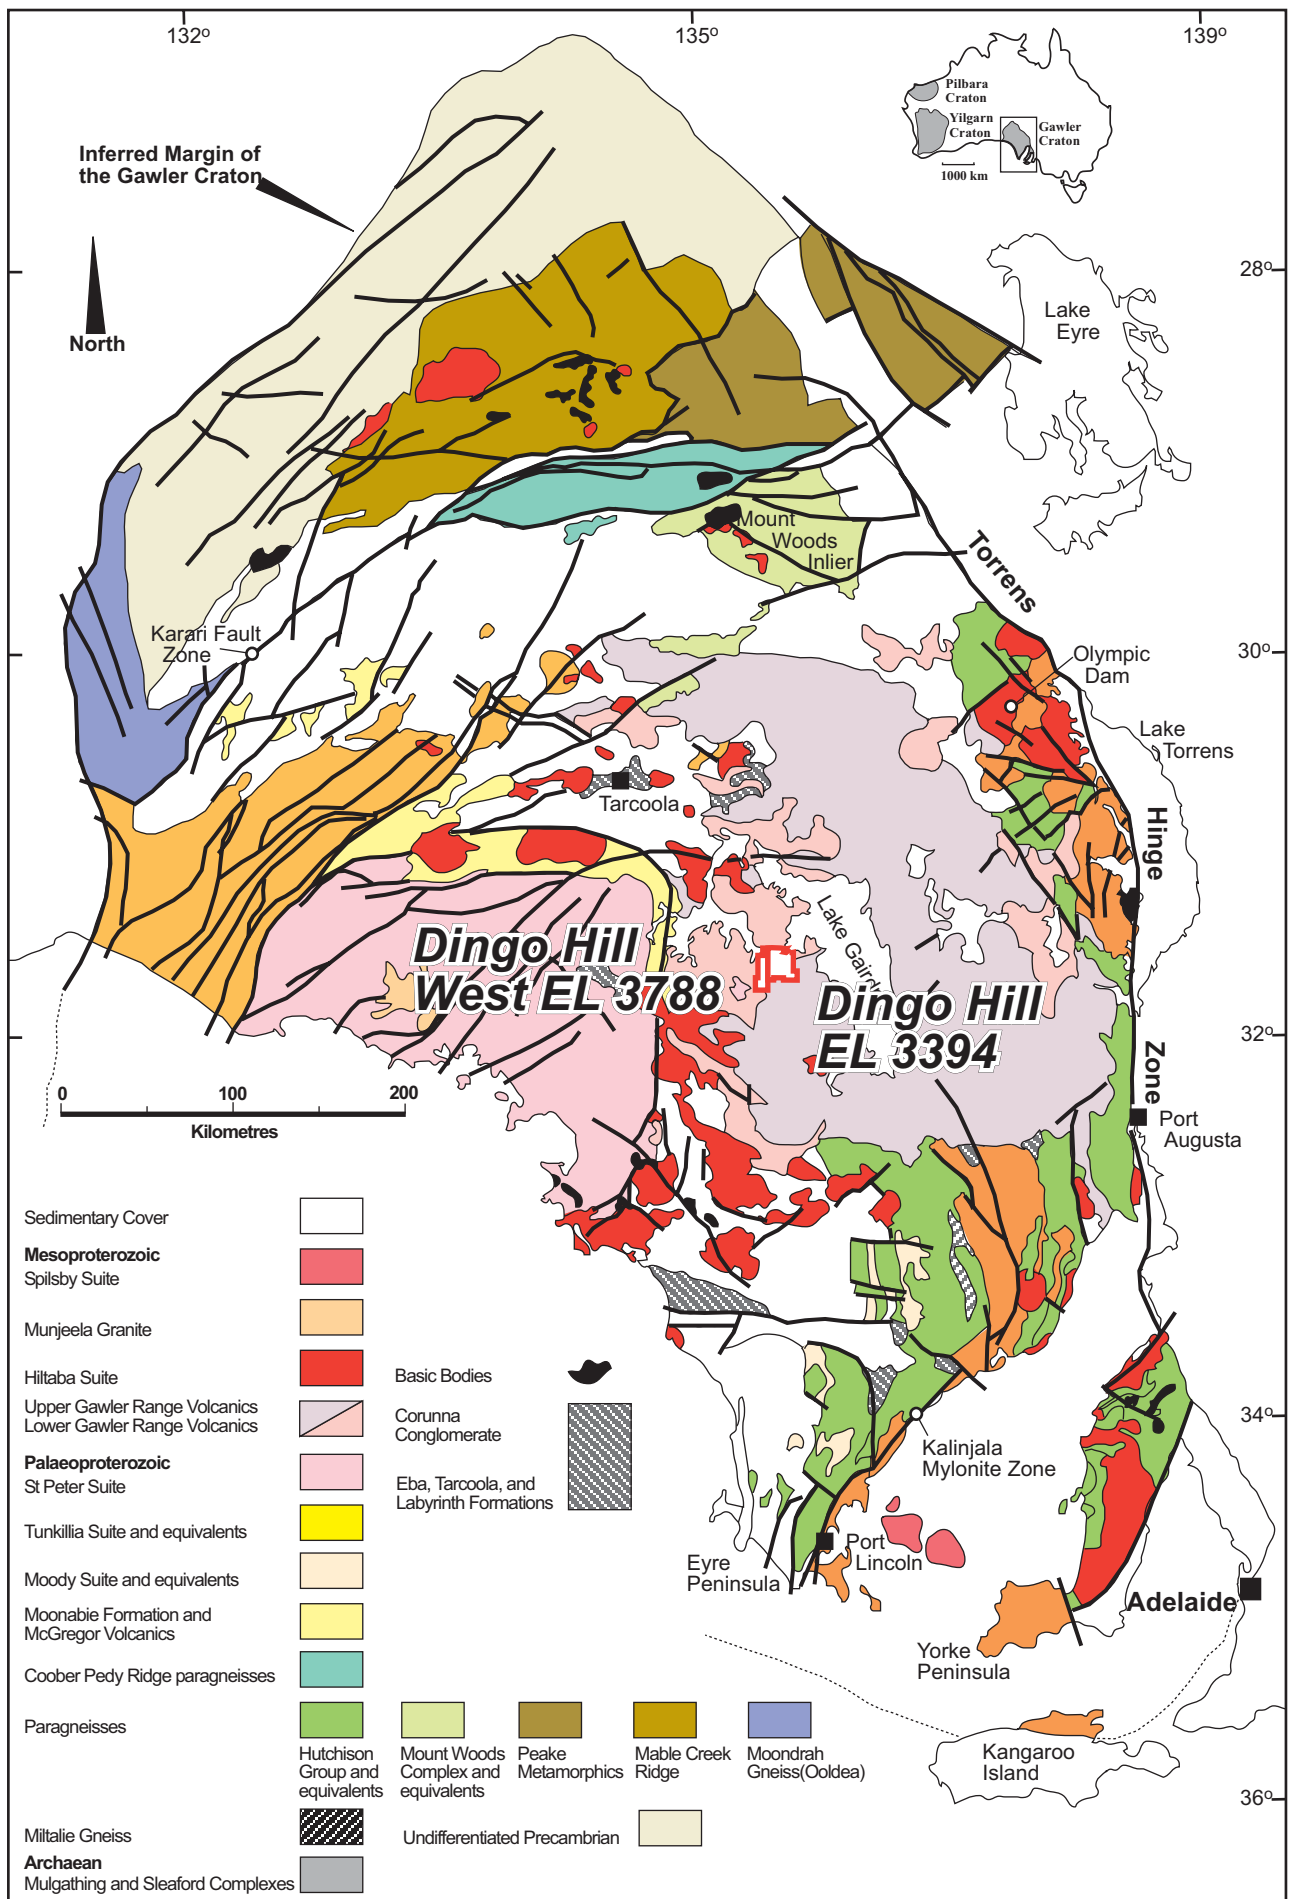 132º
135º
139º
Pilbara
Craton
Yilgarn
Craton
Gawler
Craton
1000 km
Inferred Margin of
the Gawler Craton
North
28º
Lake
Eyre
Mount
Woods
Inlier
Torrens
Karari Fault
Zone
30º
Olympic
Dam
Lake
Torrens
Tarcoola
Hinge
Dingo Hill
West EL 3788
Dingo Hill
EL 3394
32º
Zone
Port
Augusta
0
100
200
Kilometres
Sedimentary Cover
Mesoproterozoic
Spilsby Suite
Munjeela Granite
Hiltaba Suite
Upper Gawler Range Volcanics
Lower Gawler Range Volcanics
Palaeoproterozoic
St Peter Suite
Tunkillia Suite and equivalents
Moody Suite and equivalents
Moonabie Formation and
McGregor Volcanics
Coober Pedy Ridge paragneisses
Paragneisses
Basic Bodies
Corunna
Conglomerate
Eba, Tarcoola, and
Labyrinth Formations
34º
Kalinjala
Mylonite Zone
Port
Lincoln
Eyre
Peninsula
Adelaide
Yorke
Peninsula
Kangaroo
Island
36º
Hutchison
Group and
equivalents
Mount Woods
Complex and
equivalents
Peake
Metamorphics
Mable Creek
Ridge
Moondrah
Gneiss(Ooldea)
Miltalie Gneiss
Undifferentiated Precambrian
Archaean
Mulgathing and Sleaford Complexes